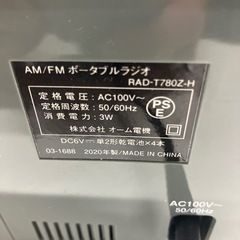 AM/FM ポータブルラジオ
RAD-T780Z-H
定格電圧：AC100V〜
定格周波数：50/60Hz
消費電力：3W
PS
E
株式会社 オーム電機
DC6V⎓ 単2形乾電池×4本
03-1688 2020年製/MADE IN CHINA
AC100V〜
50/60Hz